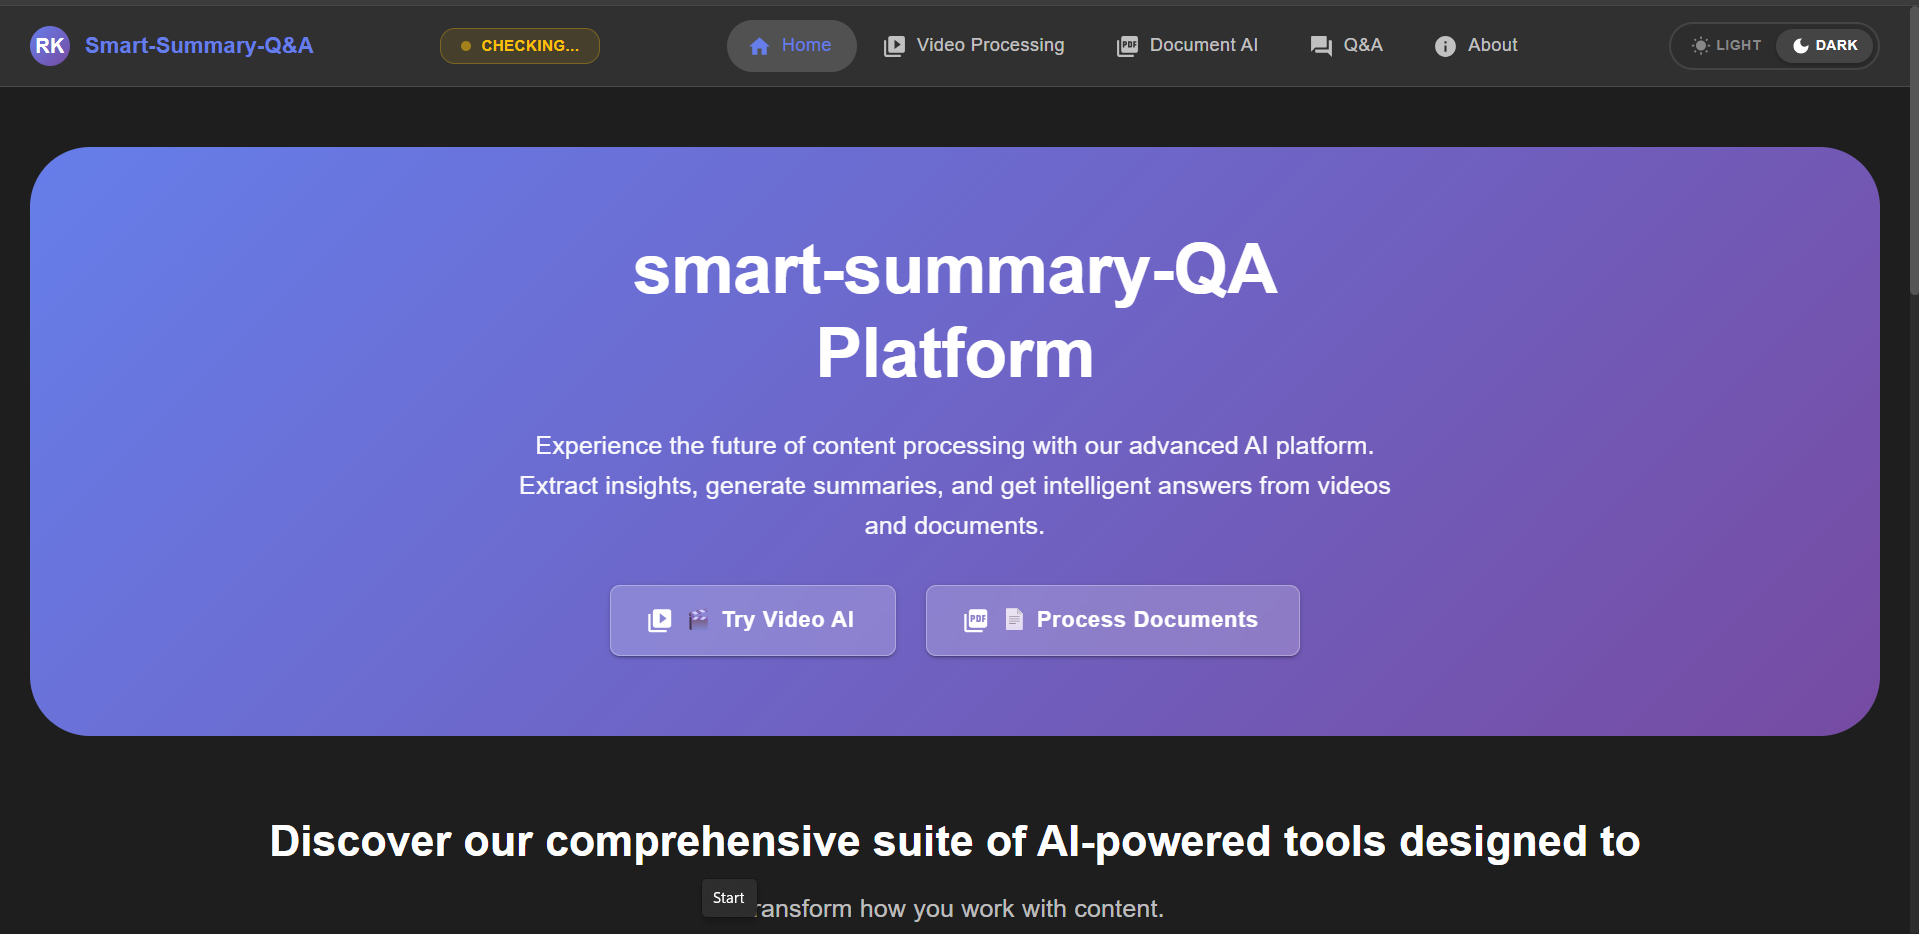 RK Smart-Summary-Q&A
CHECKING...
Home
Video Processing
PDF Document AI
Q&A
About
LIGHT
DARK
smart-summary-QA
Platform
Experience the future of content processing with our advanced AI platform.
Extract insights, generate summaries, and get intelligent answers from videos
and documents.
Try Video AI
PDF Process Documents
Discover our comprehensive suite of AI-powered tools designed to
Start
ransform how you work with content.